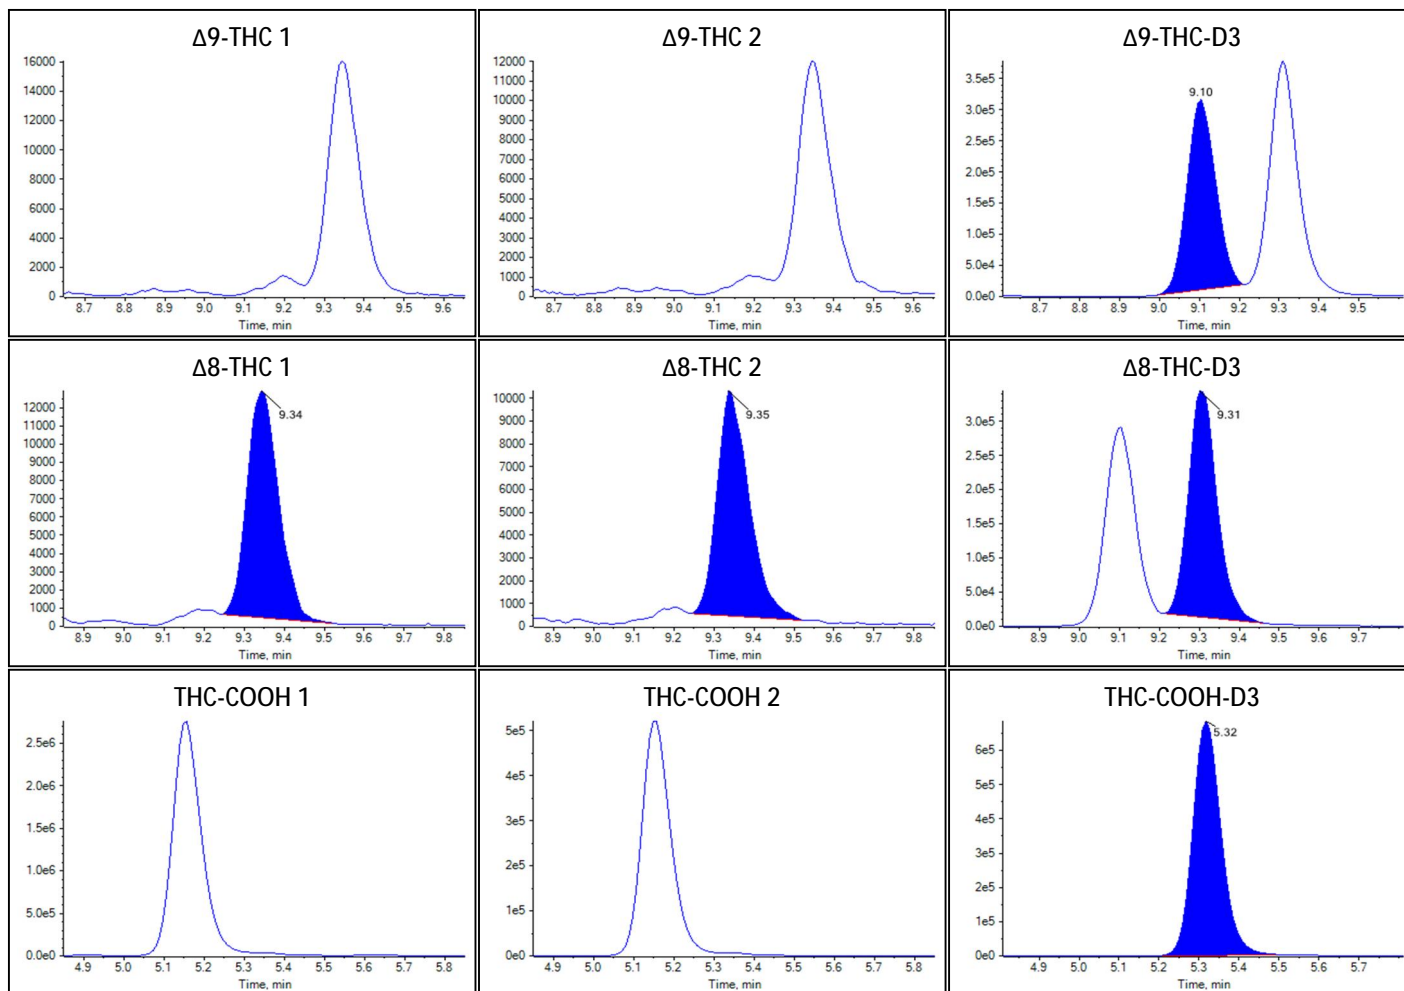 Δ9-THC 1
16000
14000
12000
10000
8000
6000
4000
2000
0
8.7 8.8 8.9 9.0 9.1 9.2 9.3 9.4 9.5 9.6
Time, min
Δ9-THC 2
12000
11000
10000
9000
8000
7000
6000
5000
4000
3000
2000
1000
0
8.7 8.8 8.9 9.0 9.1 9.2 9.3 9.4 9.5 9.6
Time, min
Δ9-THC-D3
9.10
3.5e5
3.0e5
2.5e5
2.0e5
1.5e5
1.0e5
5.0e4
0.0e0
8.7 8.8 8.9 9.0 9.1 9.2 9.3 9.4 9.5
Time, min
Δ8-THC 1
9.34
12000
11000
10000
9000
8000
7000
6000
5000
4000
3000
2000
1000
0
8.9 9.0 9.1 9.2 9.3 9.4 9.5 9.6 9.7 9.8
Time, min
Δ8-THC 2
9.35
10000
9000
8000
7000
6000
5000
4000
3000
2000
1000
0
8.9 9.0 9.1 9.2 9.3 9.4 9.5 9.6 9.7 9.8
Time, min
Δ8-THC-D3
9.31
3.0e5
2.5e5
2.0e5
1.5e5
1.0e5
5.0e4
0.0e0
8.9 9.0 9.1 9.2 9.3 9.4 9.5 9.6 9.7
Time, min
THC-COOH 1
2.5e6
2.0e6
1.5e6
1.0e6
5.0e5
0.0e0
4.9 5.0 5.1 5.2 5.3 5.4 5.5 5.6 5.7 5.8
Time, min
THC-COOH 2
5e5
4e5
3e5
2e5
1e5
0e0
4.9 5.0 5.1 5.2 5.3 5.4 5.5 5.6 5.7 5.8
Time, min
THC-COOH-D3
5.32
6e5
5e5
4e5
3e5
2e5
1e5
0e0
4.9 5.0 5.1 5.2 5.3 5.4 5.5 5.6 5.7
Time, min